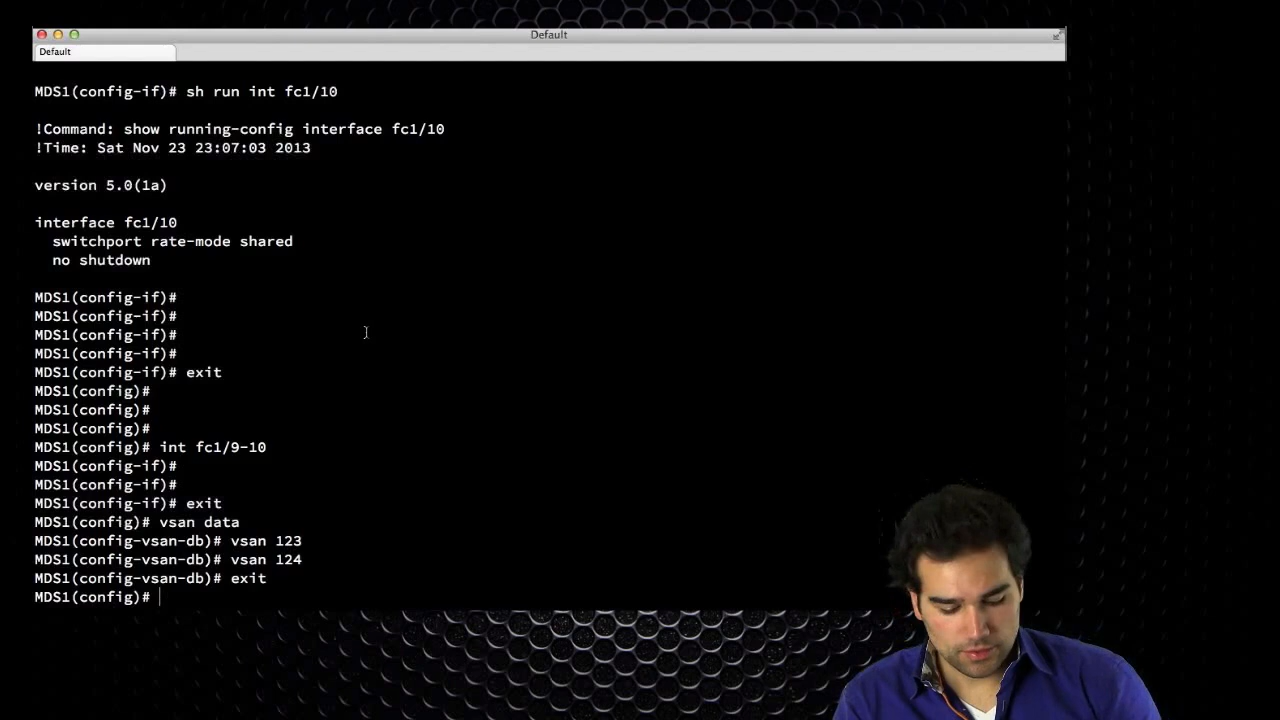 Default
Default
MDS1(config-if)# sh run int fc1/10
!Command: show running-config interface fc1/10
!Time: Sat Nov 23 23:07:03 2013
version 5.0(1a)
interface fc1/10
switchport rate-mode shared
no shutdown
MDS1(config-if)#
MDS1(config-if)#
MDS1(config-if)#
MDS1(config-if)#
MDS1(config-if)# exit
MDS1(config)#
MDS1(config)#
MDS1(config)#
MDS1(config)# int fc1/9-10
MDS1(config-if)#
MDS1(config-if)#
MDS1(config-if)# exit
MDS1(config)# vsan data
MDS1(config-vsan-db)# vsan 123
MDS1(config-vsan-db)# vsan 124
MDS1(config-vsan-db)# exit
MDS1(config)#